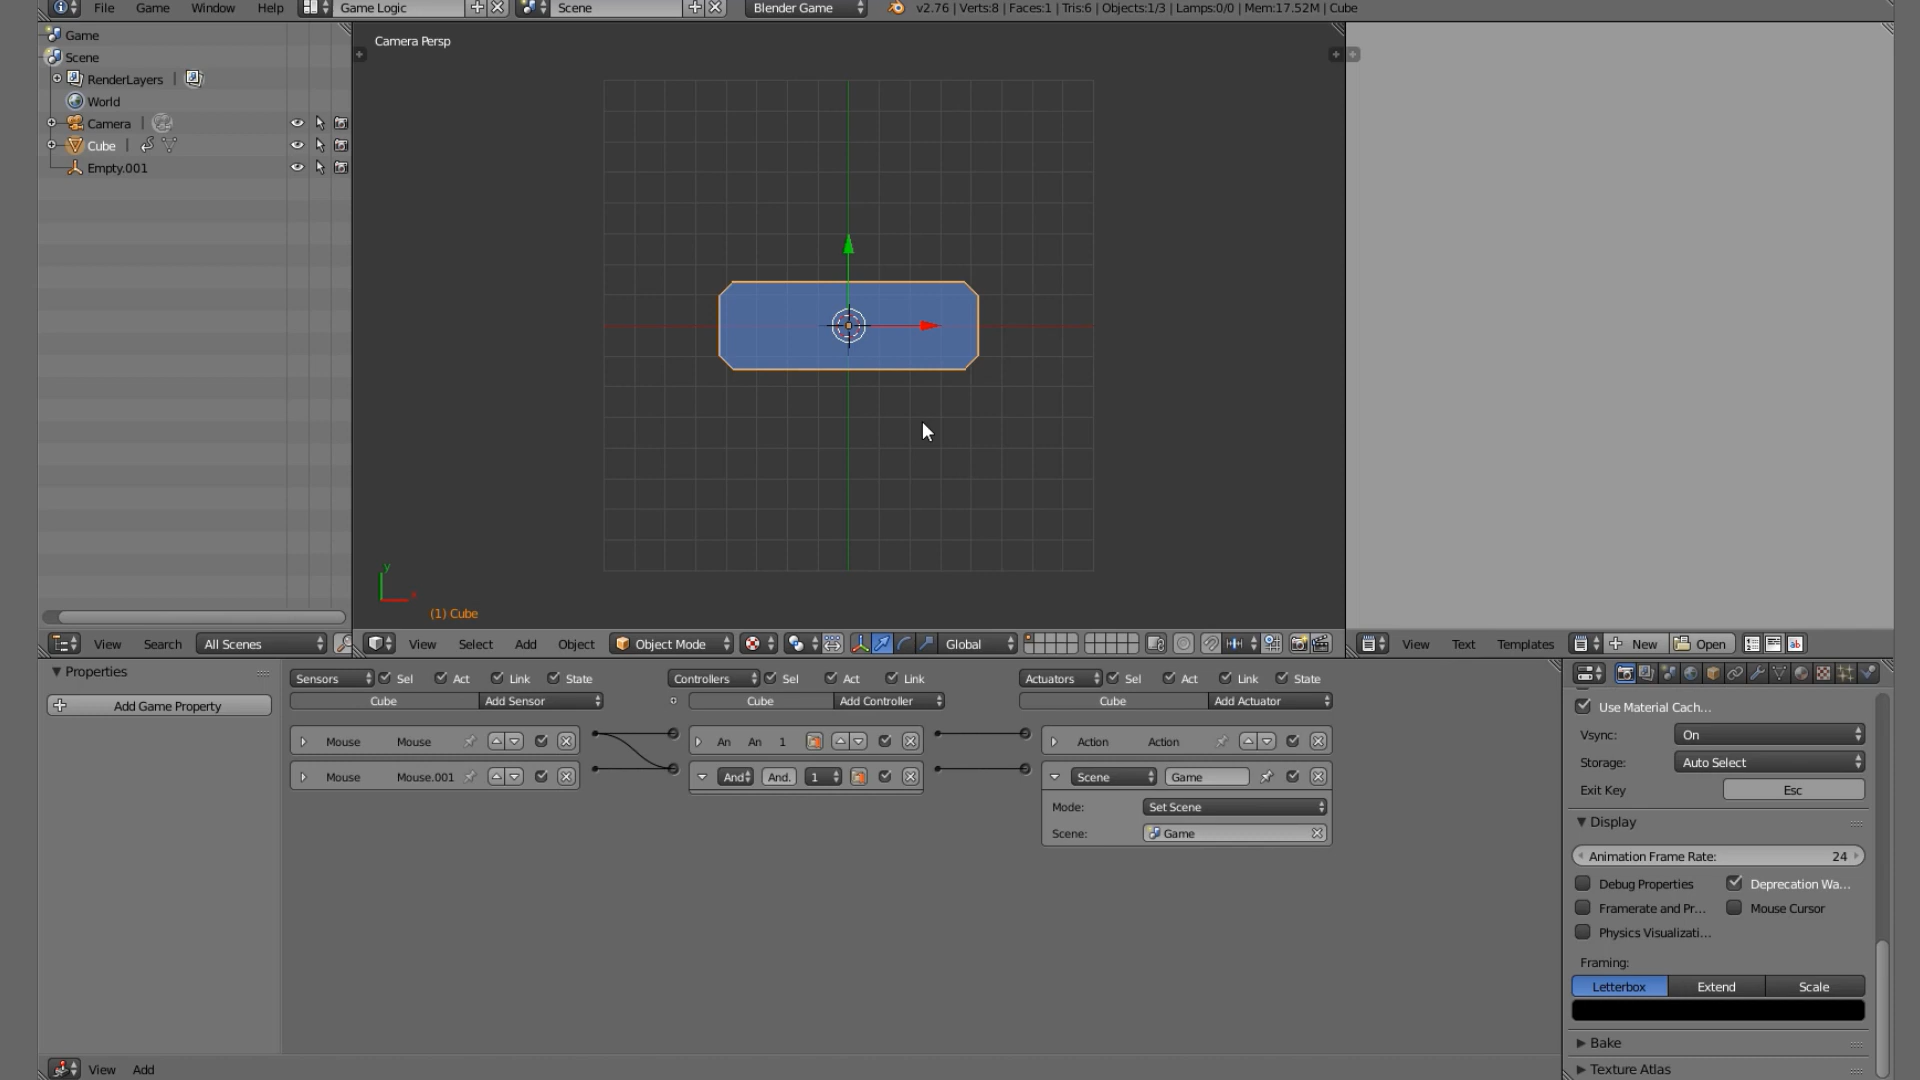 File Game Window Help Game Logic Scene Blender Game v2.76 | Verts:8 | Faces:1 | Tris:6 | Objects:1/3 | Lamps:0/0 | Mem:17.52M | Cube
Game
Scene
RenderLayers |
World
Camera |
Cube |
Empty.001
Camera Persp
y
x
(1) Cube
View Search All Scenes
View Select Add Object Object Mode Global
View Text Templates New Open
Properties
Add Game Property
Sensors Sel Act Link State
Cube Add Sensor
Mouse Mouse
Mouse Mouse.001
Controllers Sel Act Link
Cube Add Controller
An An 1
And And. 1
Actuators Sel Act Link State
Cube Add Actuator
Action Action
Scene Game
Mode: Set Scene
Scene: Game
Use Material Cach...
Vsync: On
Storage: Auto Select
Exit Key Esc
Display
Animation Frame Rate: 24
Debug Properties Deprecation Wa...
Framerate and Pr... Mouse Cursor
Physics Visualizati...
Framing:
Letterbox Extend Scale
Bake
Texture Atlas
View Add